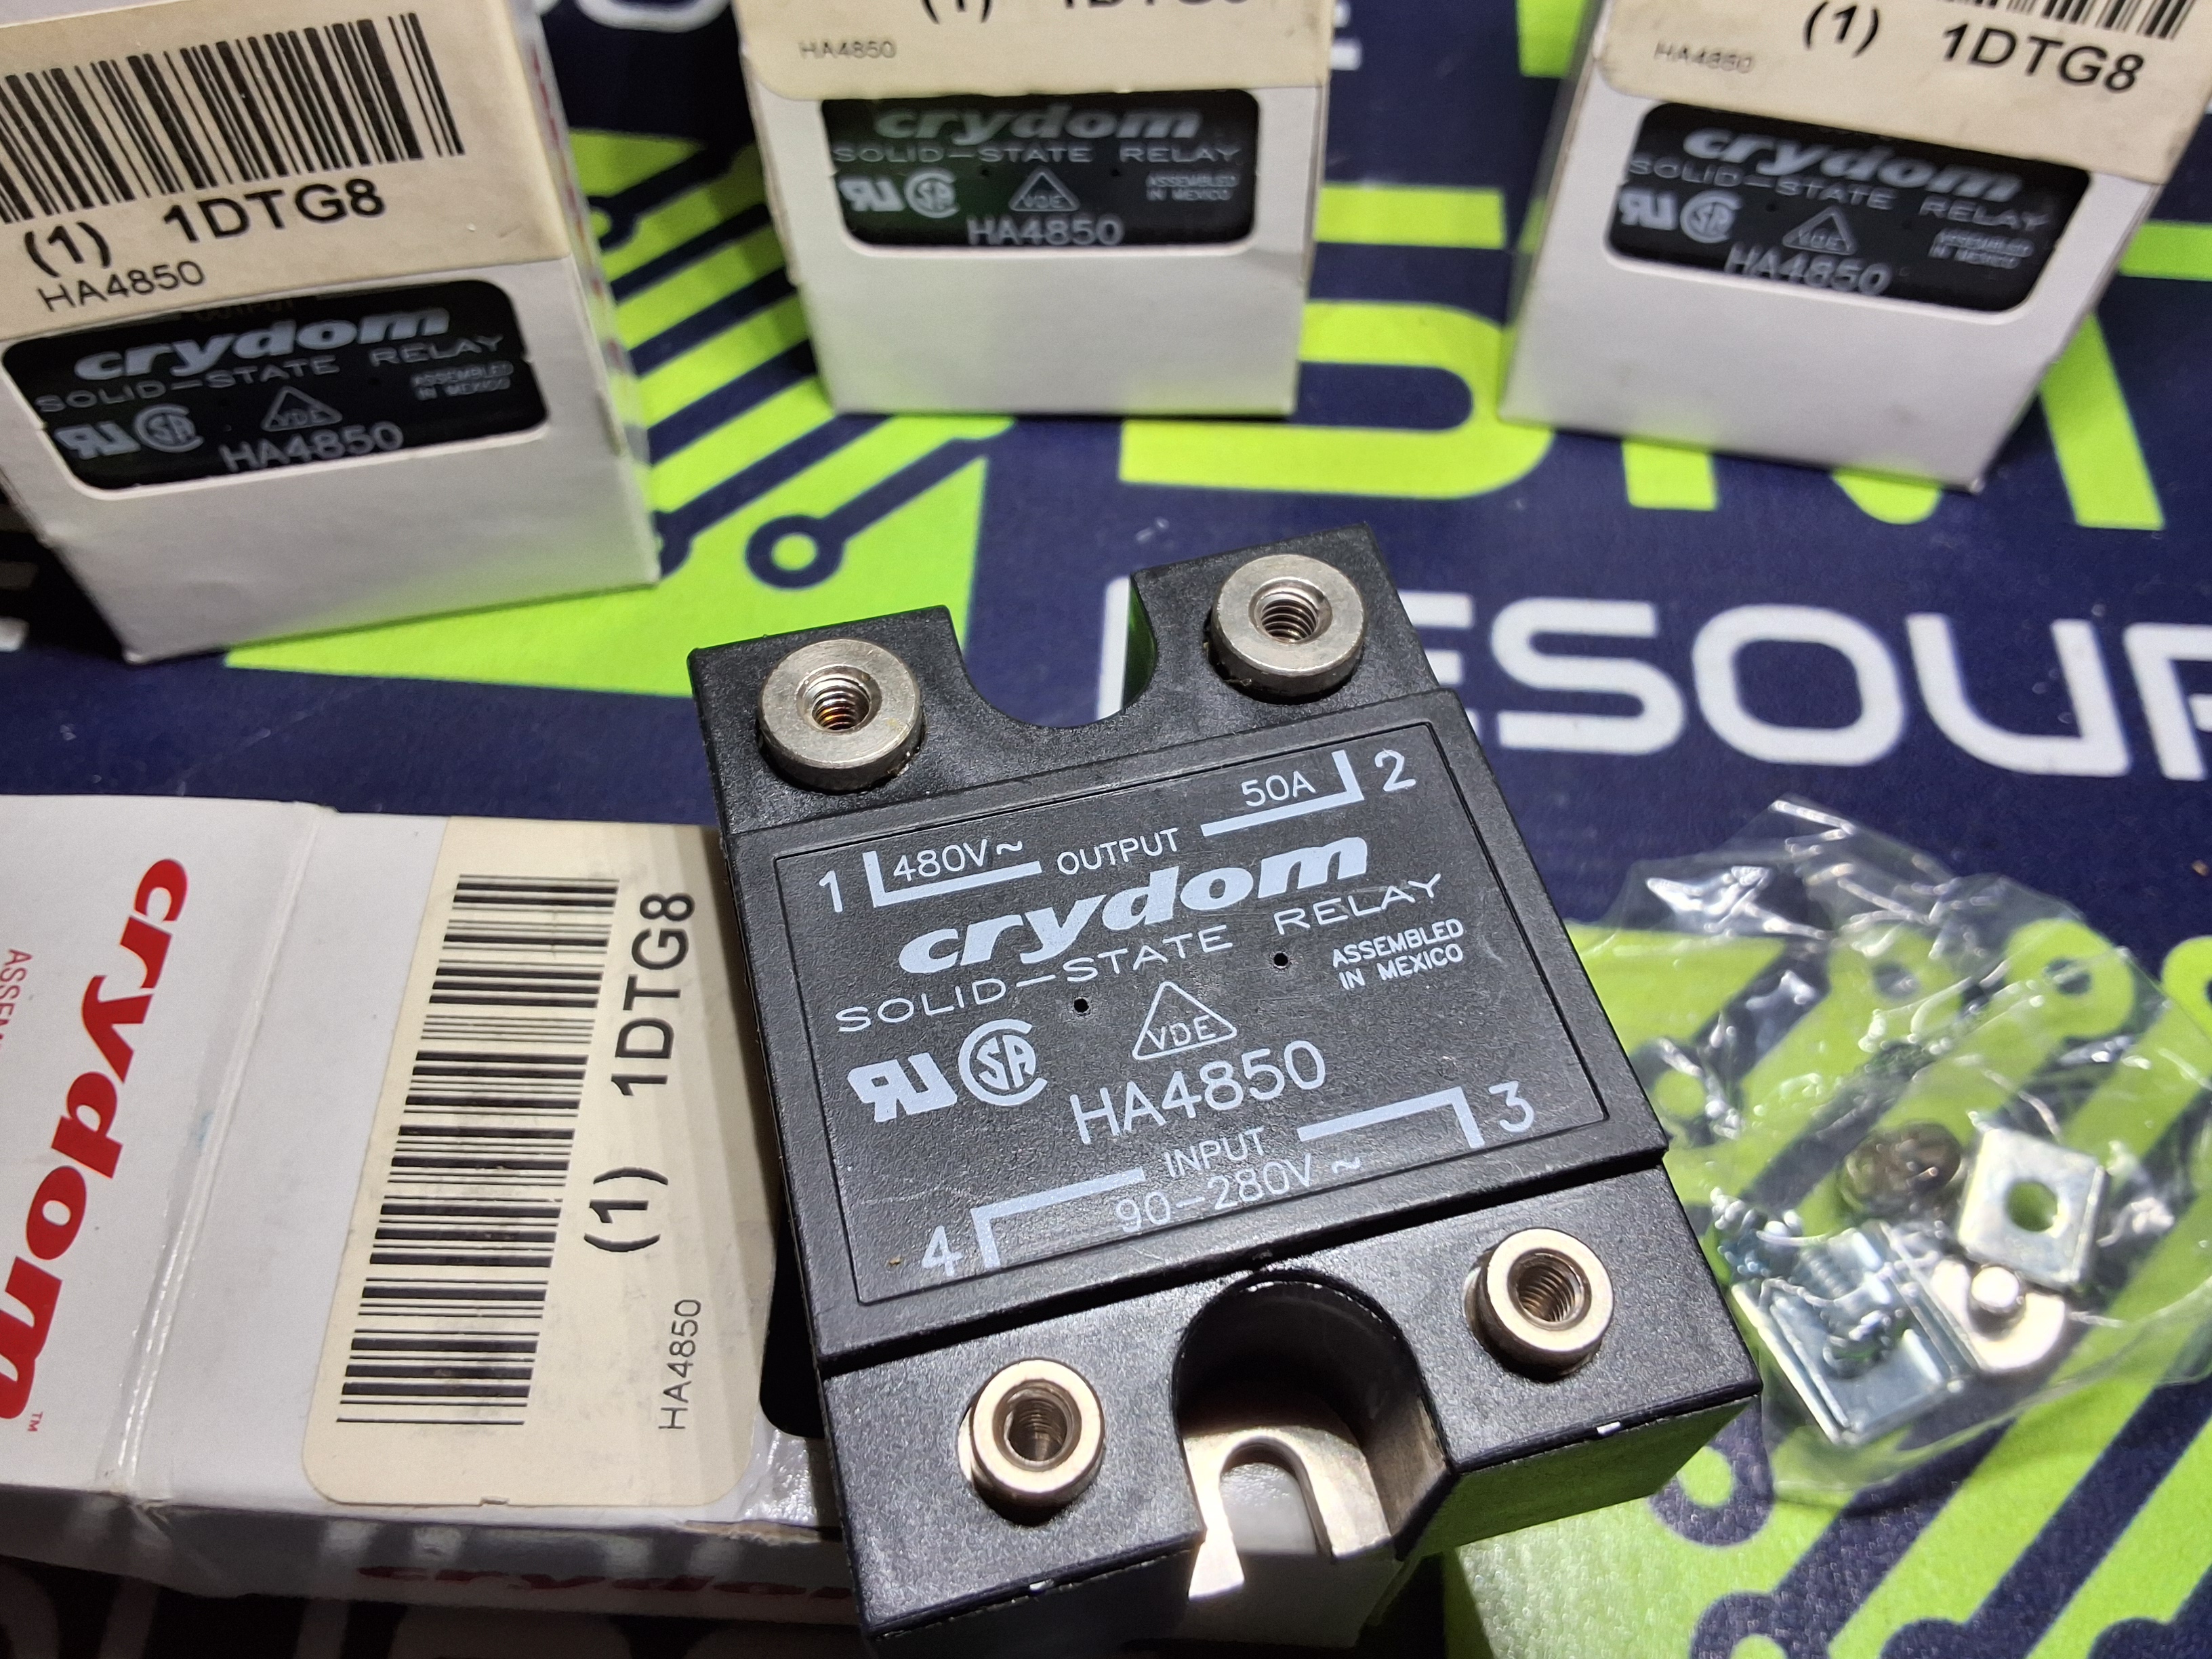 (1) 1DTG8
HA4850
crydom
SOLID-STATE RELAY
ASSEMBLED
IN MEXICO
VDE
HA4850
HA4850
crydom
SOLID-STATE RELAY
ASSEMBLED
IN MEXICO
VDE
HA4850
(1) 1DTG8
HA4850
crydom
SOLID-STATE RELAY
ASSEMBLED
IN MEXICO
VDE
HA4850
1 480V~ OUTPUT 50A 2
crydom
SOLID-STATE RELAY
ASSEMBLED
IN MEXICO
VDE
HA4850
INPUT 3
4 90-280V~
crydom™
(1) 1DTG8
HA4850
crydom